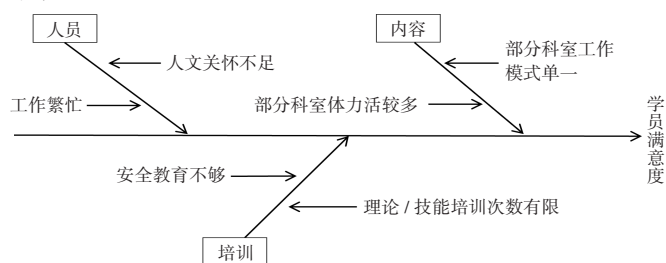 人员
内容
人文关怀不足
部分科室工作
模式单一
工作繁忙
部分科室体力活较多
学员满意度
安全教育不够
理论/技能培训次数有限
培训